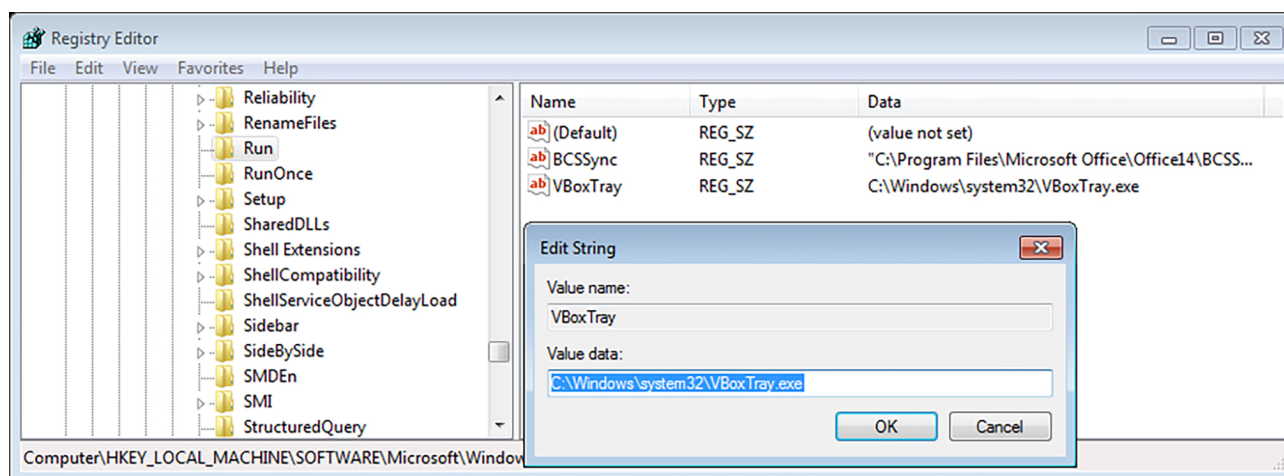 Registry Editor
File Edit View Favorites Help
Reliability
RenameFiles
Run
RunOnce
Setup
SharedDLLs
Shell Extensions
ShellCompatibility
ShellServiceObjectDelayLoad
Sidebar
SideBySide
SMDEn
SMI
StructuredQuery
Name Type Data
ab (Default) REG_SZ (value not set)
ab BCSSync REG_SZ "C:\Program Files\Microsoft Office\Office14\BCSS...
ab VBoxTray REG_SZ C:\Windows\system32\VBoxTray.exe
Edit String
Value name:
VBoxTray
Value data:
C:\Windows\system32\VBoxTray.exe
OK Cancel
Computer\HKEY_LOCAL_MACHINE\SOFTWARE\Microsoft\Window